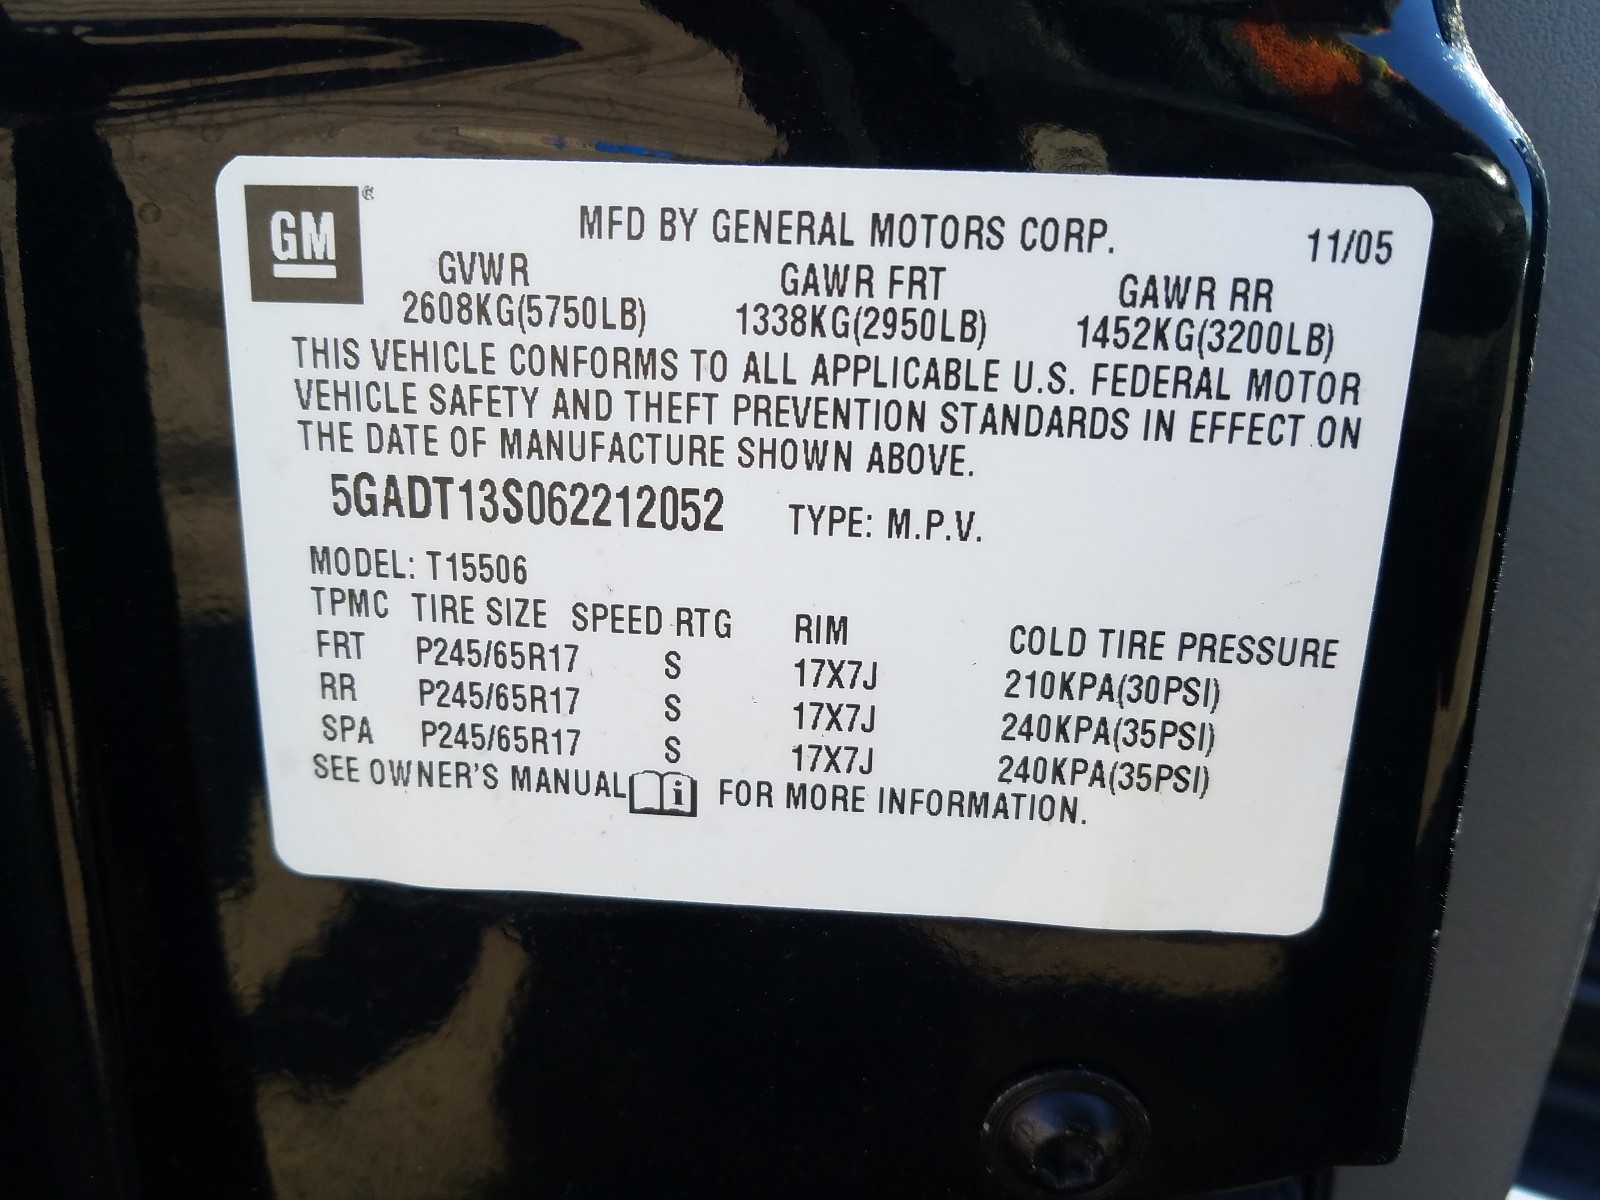 GM ®
MFD BY GENERAL MOTORS CORP. 11/05
GVWR GAWR FRT GAWR RR
2608KG(5750LB) 1338KG(2950LB) 1452KG(3200LB)
THIS VEHICLE CONFORMS TO ALL APPLICABLE U.S. FEDERAL MOTOR
VEHICLE SAFETY AND THEFT PREVENTION STANDARDS IN EFFECT ON
THE DATE OF MANUFACTURE SHOWN ABOVE.
5GADT13S062212052 TYPE: M.P.V.
MODEL: T15506
TPMC TIRE SIZE SPEED RTG RIM COLD TIRE PRESSURE
FRT P245/65R17 S 17X7J 210KPA(30PSI)
RR P245/65R17 S 17X7J 240KPA(35PSI)
SPA P245/65R17 S 17X7J 240KPA(35PSI)
SEE OWNER'S MANUAL i FOR MORE INFORMATION.